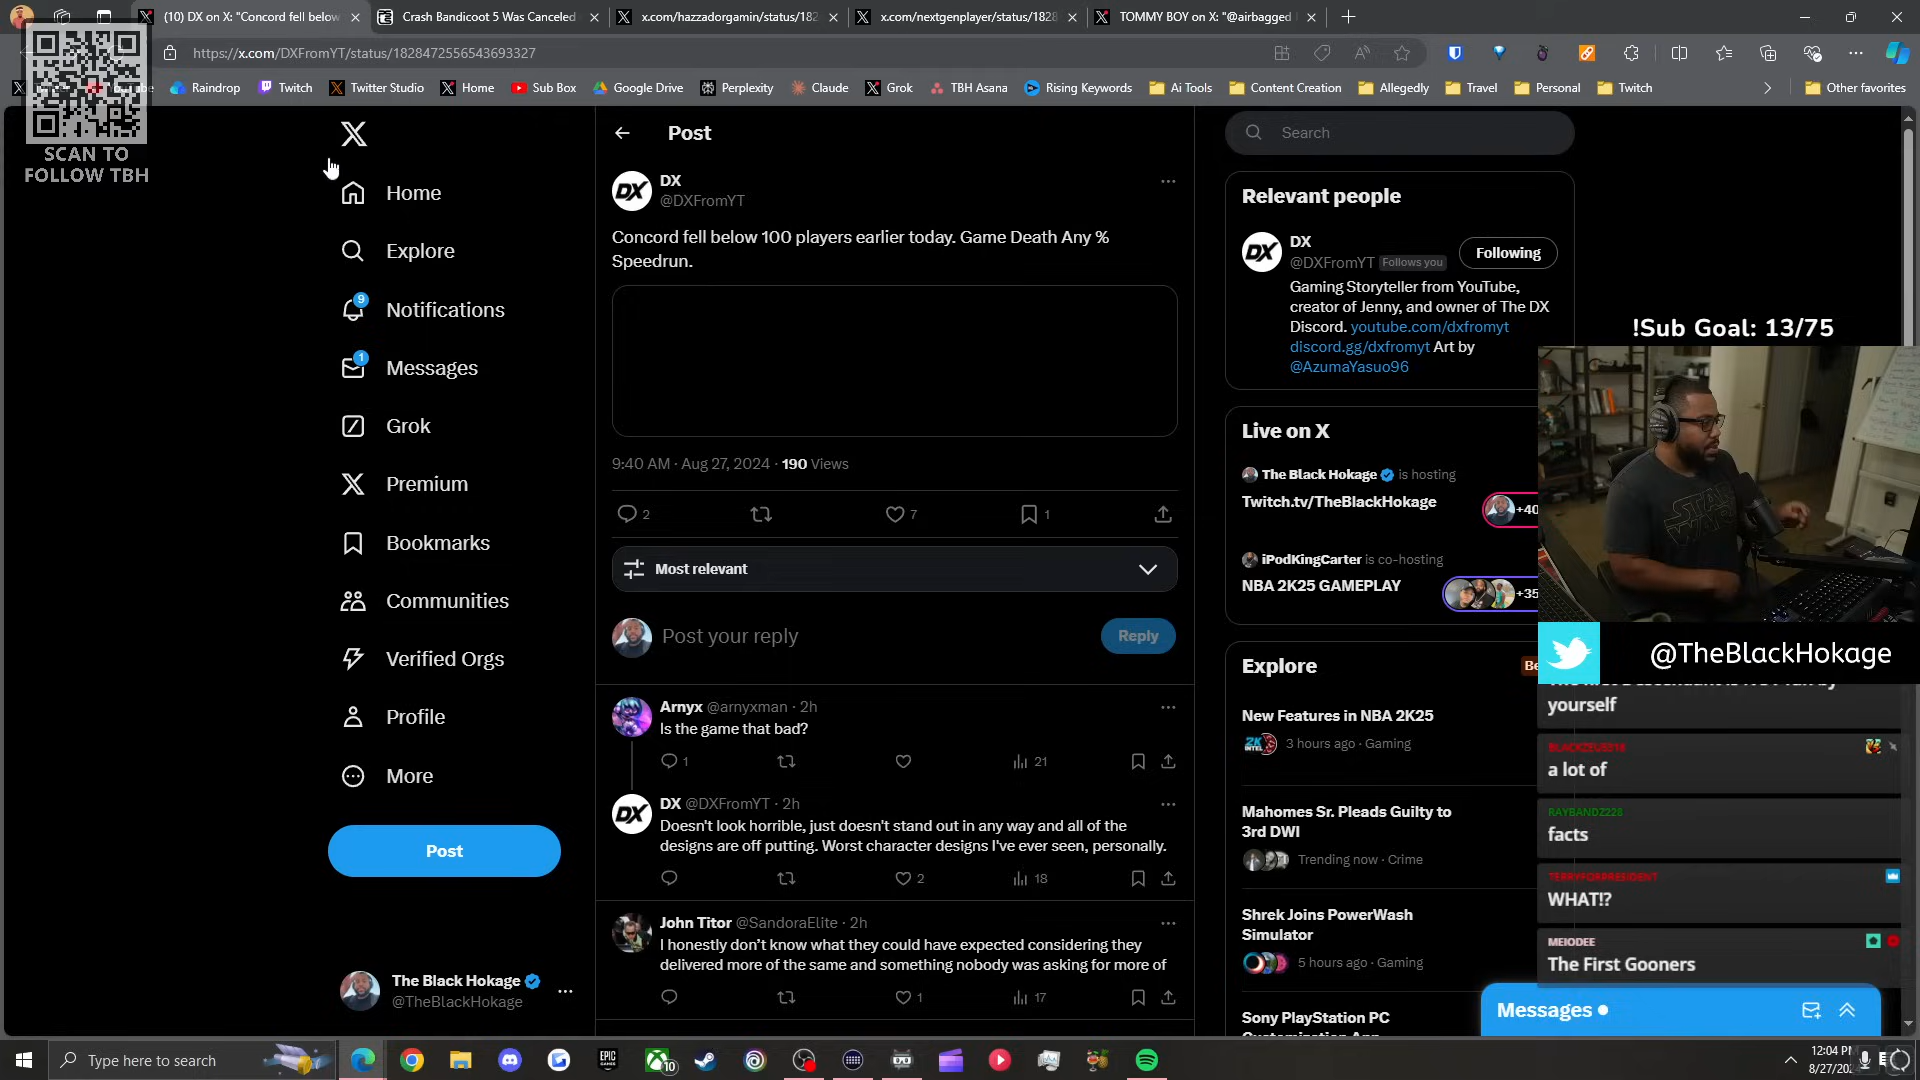 (10) DX on X: "Concord fell below
Crash Bandicoot 5 Was Canceled
x.com/hazzadorgamin/status/182
x.com/nextgenplayer/status/1828
TOMMY BOY on X: "@airbagged
https://x.com/DXFromYT/status/1828472556543693327
Raindrop
Twitch
Twitter Studio
Home
Sub Box
Google Drive
Perplexity
Claude
Grok
TBH Asana
Rising Keywords
Ai Tools
Content Creation
Allegedly
Travel
Personal
Twitch
Other favorites
SCAN TO
FOLLOW TBH
Home
Explore
9
Notifications
1
Messages
Grok
Premium
Bookmarks
Communities
Verified Orgs
Profile
More
Post
The Black Hokage
@TheBlackHokage
Post
DX
@DXFromYT
Concord fell below 100 players earlier today. Game Death Any %
Speedrun.
9:40 AM · Aug 27, 2024 · 190 Views
2
7
1
Most relevant
Post your reply
Reply
Arnyx @arnyxman · 2h
Is the game that bad?
1
21
DX @DXFromYT · 2h
Doesn't look horrible, just doesn't stand out in any way and all of the
designs are off putting. Worst character designs I've ever seen, personally.
2
18
John Titor @SandoraElite · 2h
I honestly don't know what they could have expected considering they
delivered more of the same and something nobody was asking for more of
1
17
Search
Relevant people
DX
@DXFromYT Follows you
Following
Gaming Storyteller from YouTube,
creator of Jenny, and owner of The DX
Discord. youtube.com/dxfromyt
discord.gg/dxfromyt Art by
@AzumaYasuo96
Live on X
The Black Hokage is hosting
Twitch.tv/TheBlackHokage
+40
iPodKingCarter is co-hosting
NBA 2K25 GAMEPLAY
+35
Explore
Be
New Features in NBA 2K25
3 hours ago · Gaming
Mahomes Sr. Pleads Guilty to
3rd DWI
Trending now · Crime
Shrek Joins PowerWash
Simulator
5 hours ago · Gaming
Sony PlayStation PC
!Sub Goal: 13/75
STAR
WARS
@TheBlackHokage
yourself
BLACKZEUS216
a lot of
RAYBANDZ228
facts
TERRYFORPRESIDENT
WHAT!?
MEIODEE
The First Gooners
Messages
Type here to search
EPIC
GAMES
10
12:04 PM